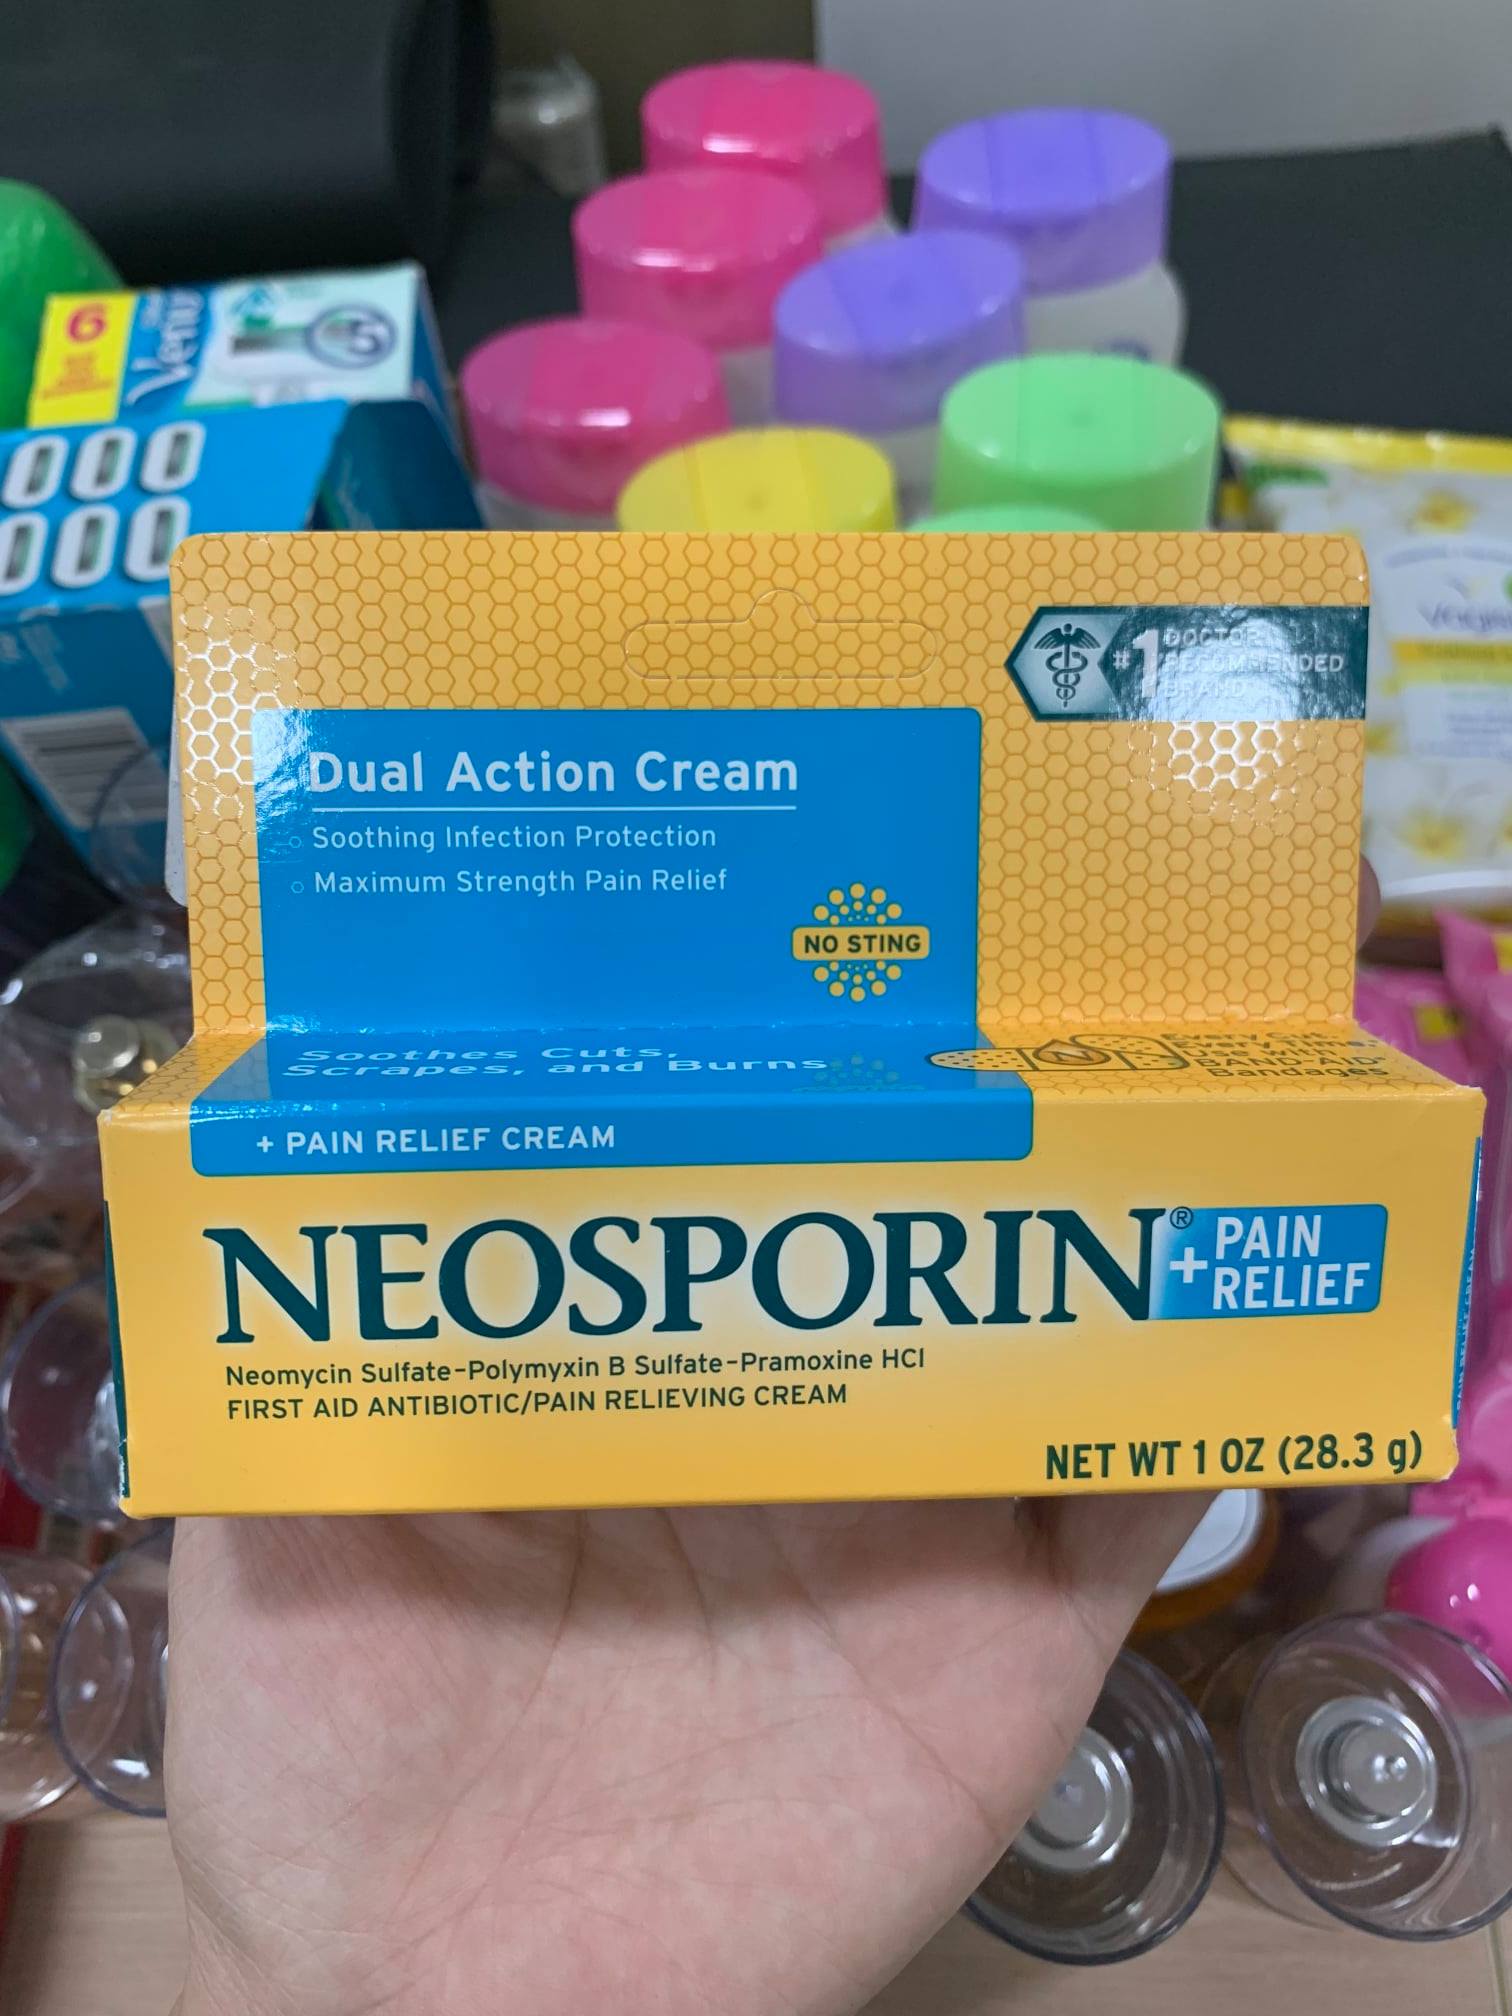 6
Venus
5
#1 DOCTOR
RECOMMENDED
BRAND
Dual Action Cream
Soothing Infection Protection
Maximum Strength Pain Relief
NO STING
Soothes Cuts,
Scrapes, and Burns
Every Cut.
Every Time.
Use with
BAND-AID®
Bandages
N
+ PAIN RELIEF CREAM
NEOSPORIN®
+ PAIN
RELIEF
Neomycin Sulfate-Polymyxin B Sulfate-Pramoxine HCl
FIRST AID ANTIBIOTIC/PAIN RELIEVING CREAM
NET WT 1 OZ (28.3 g)